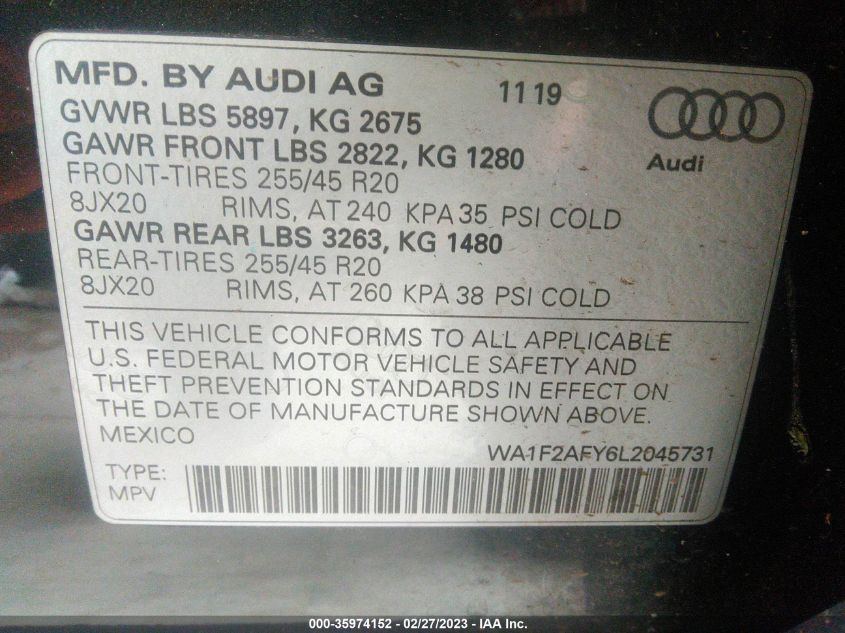 MFD. BY AUDI AG 11 19
GVWR LBS 5897, KG 2675
GAWR FRONT LBS 2822, KG 1280
Audi
FRONT-TIRES 255/45 R20
8JX20 RIMS, AT 240 KPA 35 PSI COLD
GAWR REAR LBS 3263, KG 1480
REAR-TIRES 255/45 R20
8JX20 RIMS, AT 260 KPA 38 PSI COLD
THIS VEHICLE CONFORMS TO ALL APPLICABLE
U.S. FEDERAL MOTOR VEHICLE SAFETY AND
THEFT PREVENTION STANDARDS IN EFFECT ON
THE DATE OF MANUFACTURE SHOWN ABOVE.
MEXICO
WA1F2AFY6L2045731
TYPE:
MPV
000-35974152 - 02/27/2023 - IAA Inc.